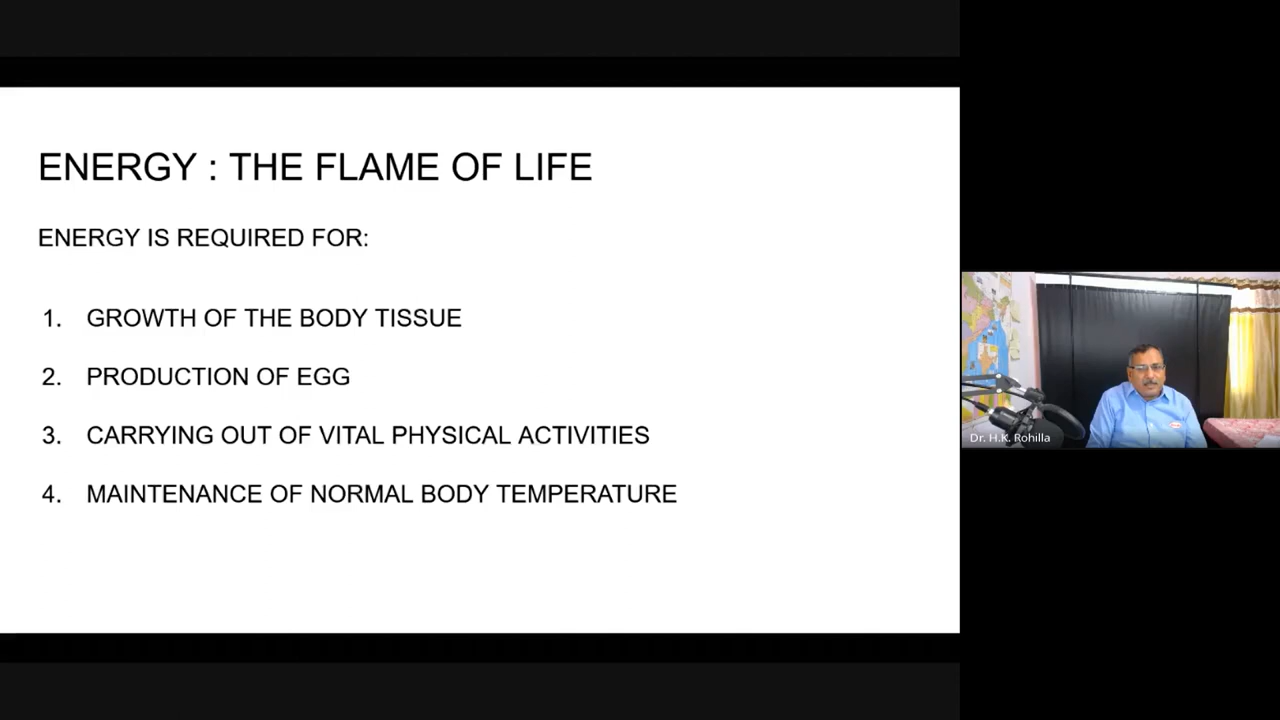 ENERGY : THE FLAME OF LIFE
ENERGY IS REQUIRED FOR:
1. GROWTH OF THE BODY TISSUE
2. PRODUCTION OF EGG
3. CARRYING OUT OF VITAL PHYSICAL ACTIVITIES
4. MAINTENANCE OF NORMAL BODY TEMPERATURE
Dr. H.K. Rohilla